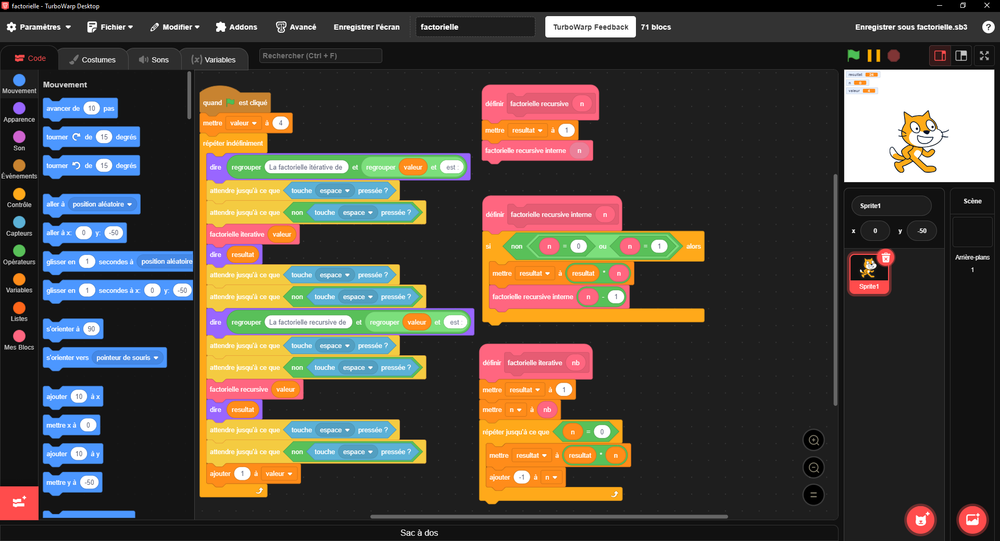 factorielle - TurboWarp Desktop
Paramètres
Fichier
Modifier
Addons
Avancé
Enregistrer l'écran
factorielle
TurboWarp Feedback
71 blocs
Enregistrer sous factorielle.sb3
?
Code
Costumes
Sons
(x) Variables
Rechercher (Ctrl + F)
Mouvement
Apparence
Son
Événements
Contrôle
Capteurs
Opérateurs
Variables
Listes
Mes Blocs
Mouvement
avancer de 10 pas
tourner de 15 degrés
tourner de 15 degrés
aller à position aléatoire
aller à x: 0 y: -50
glisser en 1 secondes à position aléatoire
glisser en 1 secondes à x: 0 y: -50
s'orienter à 90
s'orienter vers pointeur de souris
ajouter 10 à x
mettre x à 0
ajouter 10 à y
mettre y à -50
quand est cliqué
mettre valeur à 4
répéter indéfiniment
dire regrouper La factorielle itérative de et regrouper valeur et est :
attendre jusqu'à ce que touche espace pressée ?
attendre jusqu'à ce que non touche espace pressée ?
factorielle iterative valeur
dire resultat
attendre jusqu'à ce que touche espace pressée ?
attendre jusqu'à ce que non touche espace pressée ?
dire regrouper La factorielle recursive de et regrouper valeur et est :
attendre jusqu'à ce que touche espace pressée ?
attendre jusqu'à ce que non touche espace pressée ?
factorielle recursive valeur
dire resultat
attendre jusqu'à ce que touche espace pressée ?
attendre jusqu'à ce que non touche espace pressée ?
ajouter 1 à valeur
définir factorielle recursive n
mettre resultat à 1
factorielle recursive interne n
définir factorielle recursive interne n
si non n = 0 ou n = 1 alors
mettre resultat à resultat * n
factorielle recursive interne n - 1
définir factorielle iterative nb
mettre resultat à 1
mettre n à nb
répéter jusqu'à ce que n = 0
mettre resultat à resultat * n
ajouter -1 à n
resultat 24
n 0
valeur 4
Sprite1
x 0 y -50
Sprite1
Scène
Arrière-plans
1
Sac à dos